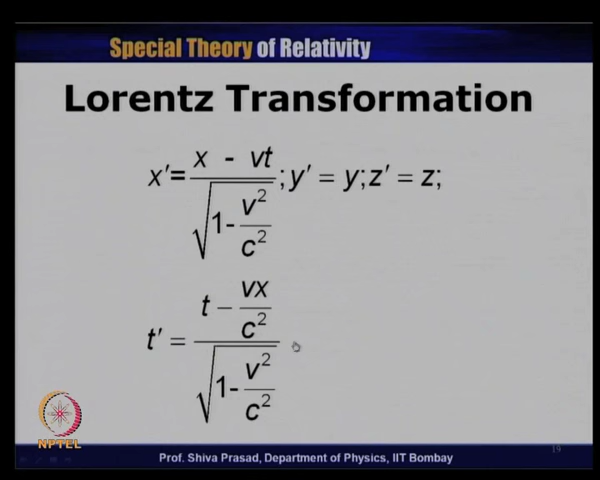 Special Theory of Relativity
Lorentz Transformation
x′= x - vt / √1- v²/c² ; y′ = y; z′ = z;
t′ = t – vx/c² / √1- v²/c²
NPTEL
19
Prof. Shiva Prasad, Department of Physics, IIT Bombay